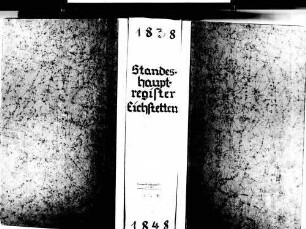 1838
Standes-
haupt-
register
Eichstetten
1848